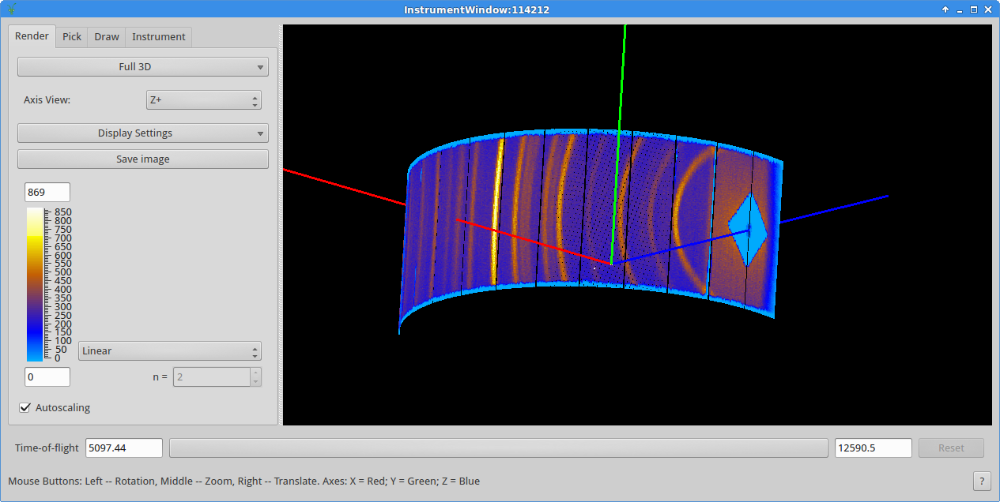 InstrumentWindow:114212
Render Pick Draw Instrument
Full 3D
Axis View: Z+
Display Settings
Save image
869
850
800
750
700
650
600
550
500
450
400
350
300
250
200
150
100
50
0
Linear
0 n = 2
Autoscaling
Time-of-flight 5097.44 12590.5 Reset
Mouse Buttons: Left -- Rotation, Middle -- Zoom, Right -- Translate. Axes: X = Red; Y = Green; Z = Blue ?